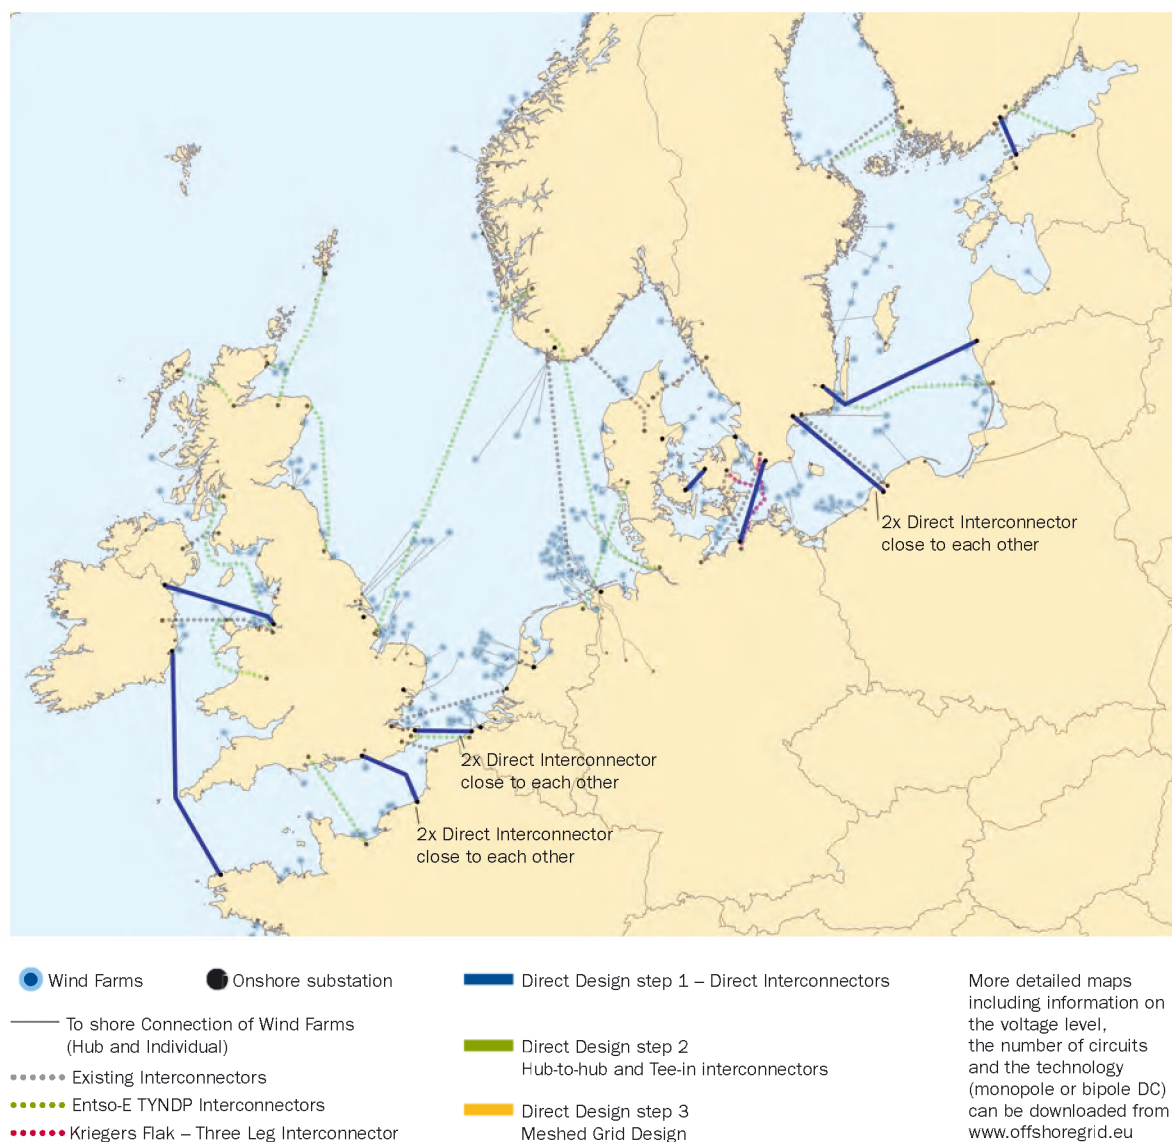 2x Direct Interconnector
close to each other
2x Direct Interconnector
close to each other
2x Direct Interconnector
close to each other
Wind Farms
Onshore substation
To shore Connection of Wind Farms
(Hub and Individual)
Existing Interconnectors
Entso-E TYNDP Interconnectors
Kriegers Flak – Three Leg Interconnector
Direct Design step 1 – Direct Interconnectors
Direct Design step 2
Hub-to-hub and Tee-in interconnectors
Direct Design step 3
Meshed Grid Design
More detailed maps
including information on
the voltage level,
the number of circuits
and the technology
(monopole or bipole DC)
can be downloaded from
www.offshoregrid.eu